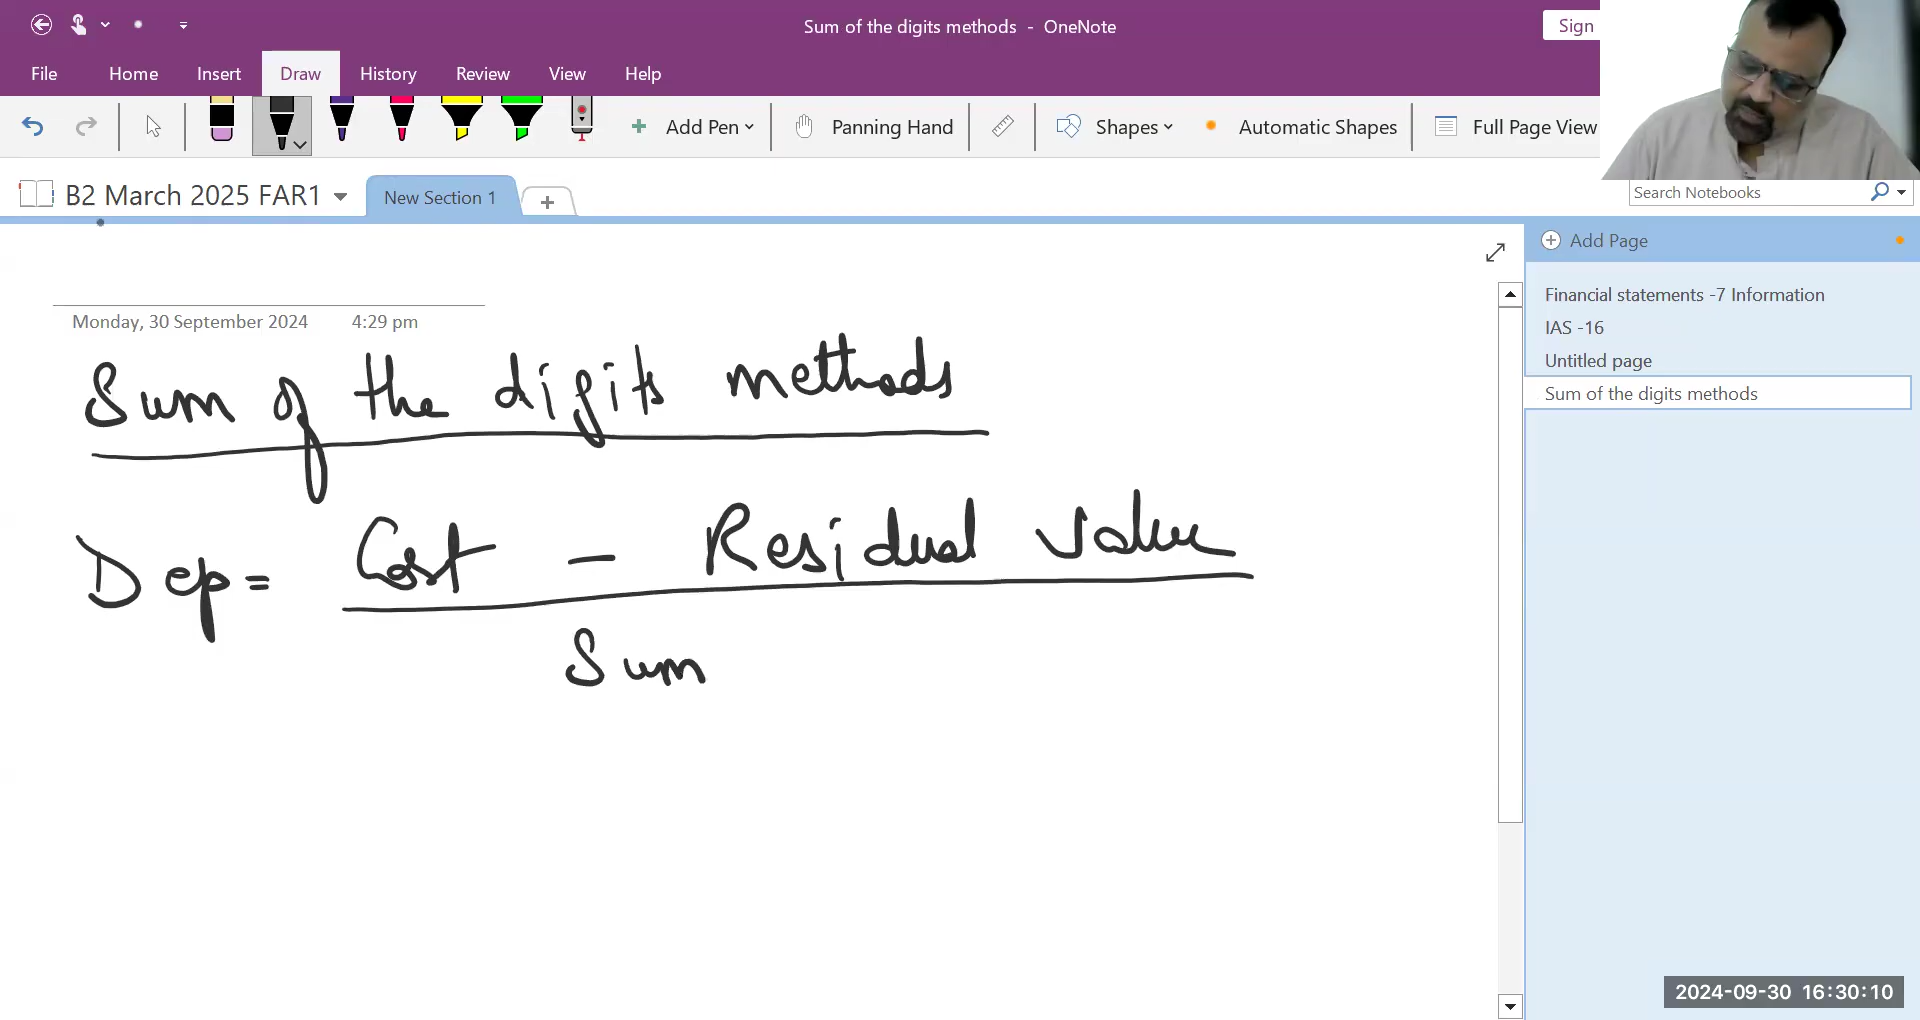 Sum of the digits methods - OneNote
Sign
File Home Insert Draw History Review View Help
Add Pen Panning Hand Shapes Automatic Shapes Full Page View
B2 March 2025 FAR1 New Section 1
Search Notebooks
Add Page
Financial statements -7 Information
IAS -16
Untitled page
Sum of the digits methods
Monday, 30 September 2024 4:29 pm
Sum of the digits methods
Dep = Cost - Residual value
Sum
2024-09-30 16:30:10